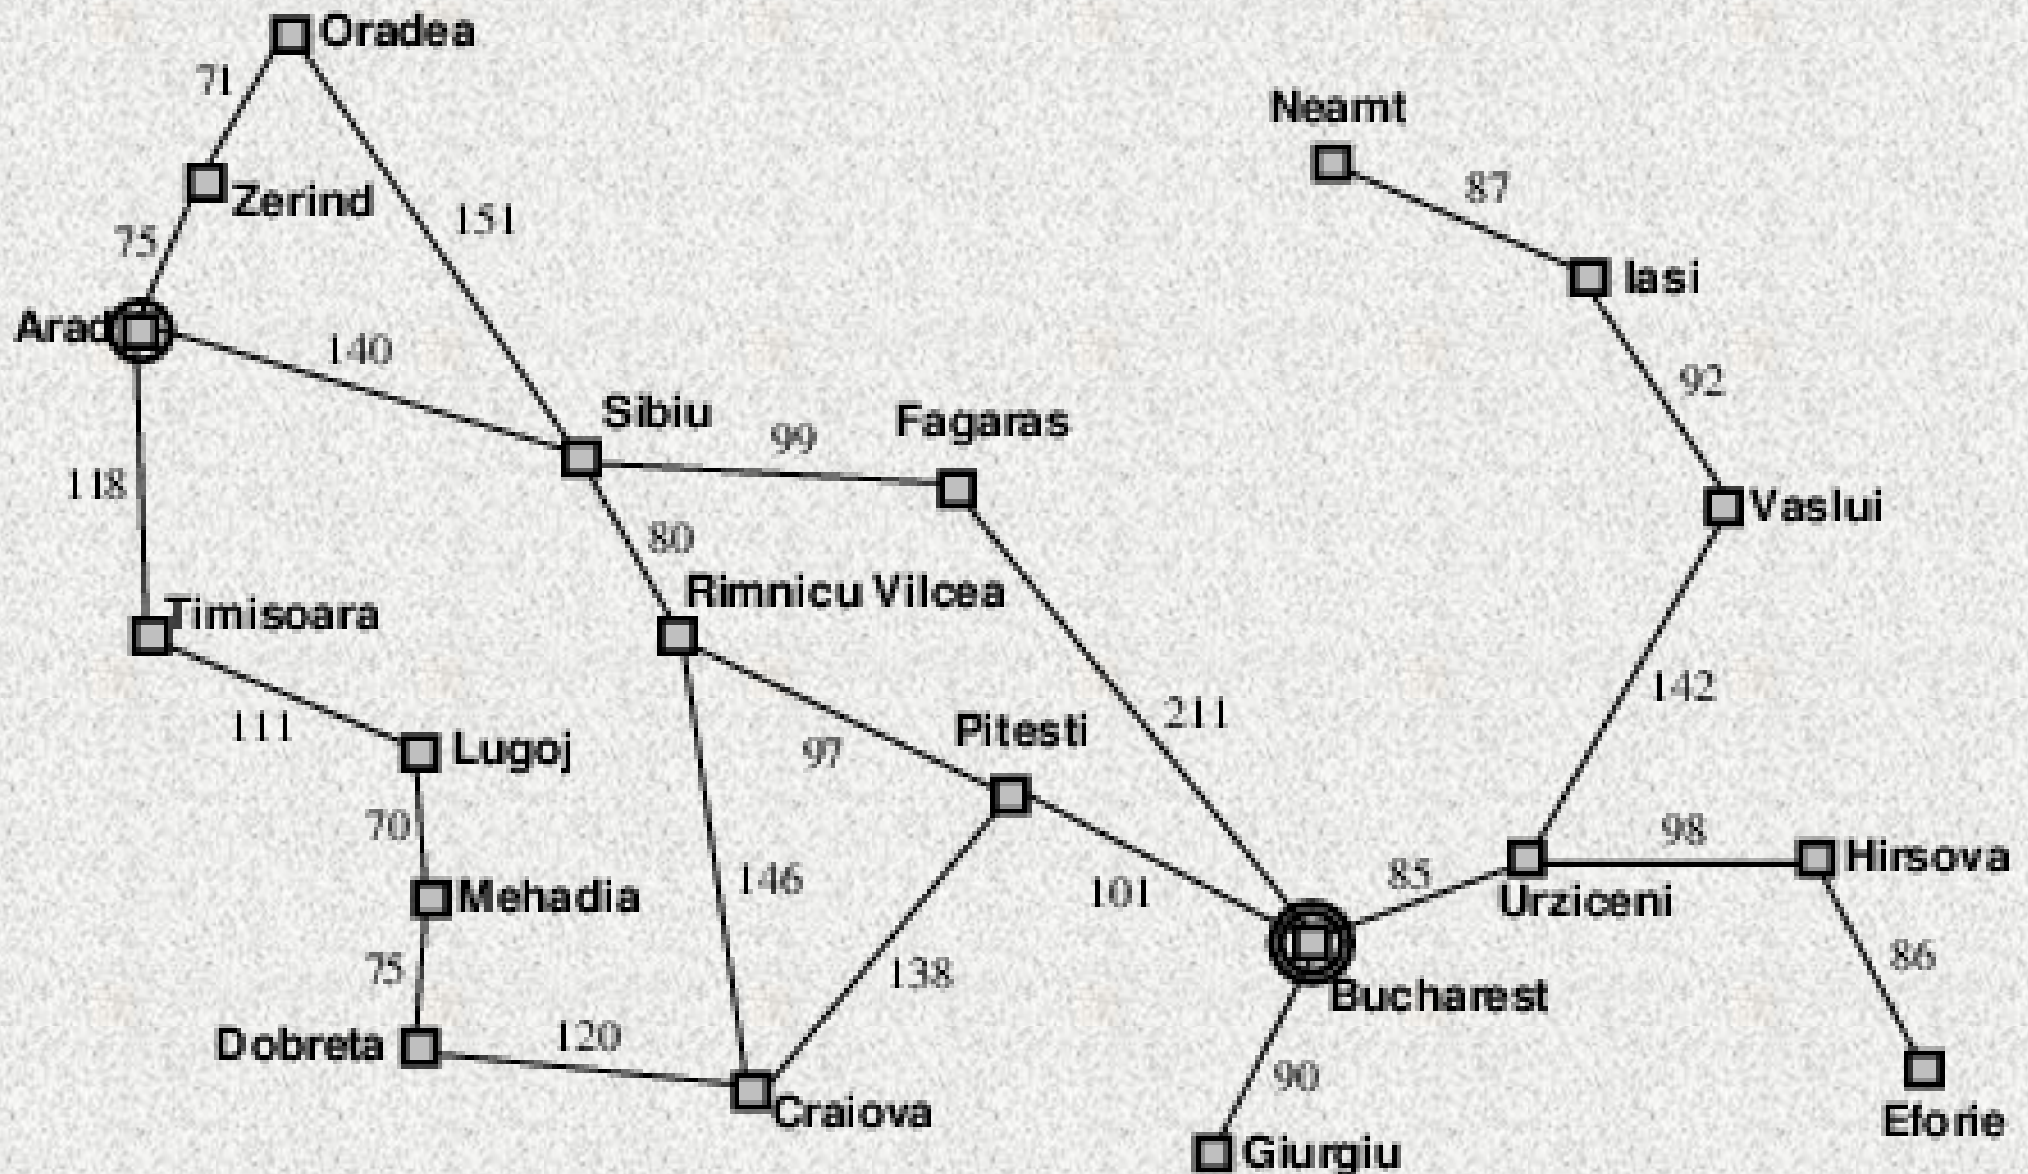 Oradea
71
Neamt
87
Zerind
151
75
Iasi
Arad
140
92
Sibiu
Fagaras
99
118
Vaslui
80
Rimnicu Vilcea
Timisoara
142
211
111
Pitesti
97
Lugoj
70
98
Hirsova
146
85
101
Mehadia
Urziceni
75
138
86
Bucharest
Dobreta
120
90
Craiova
Eforie
Giurgiu